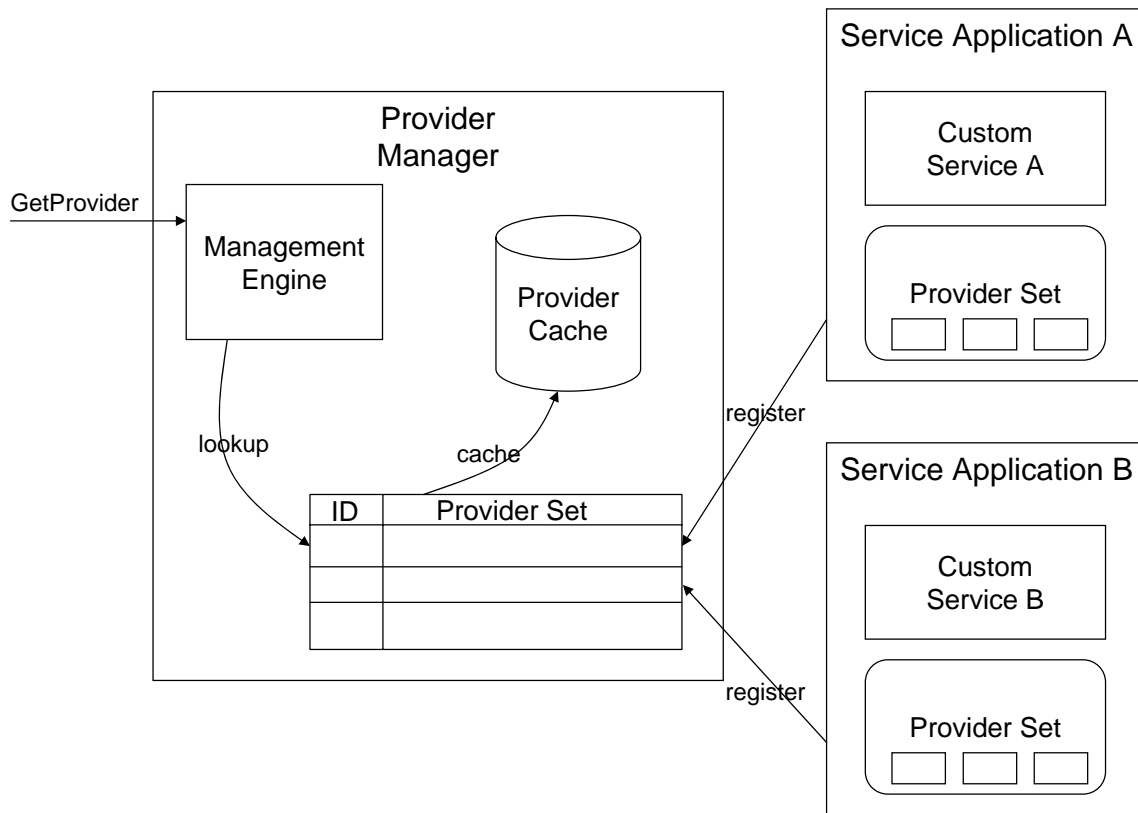 Service Application A
Custom
Service A
Provider Set
Provider
Manager
GetProvider
Management
Engine
Provider
Cache
lookup
cache
register
ID
Provider Set
register
Service Application B
Custom
Service B
Provider Set